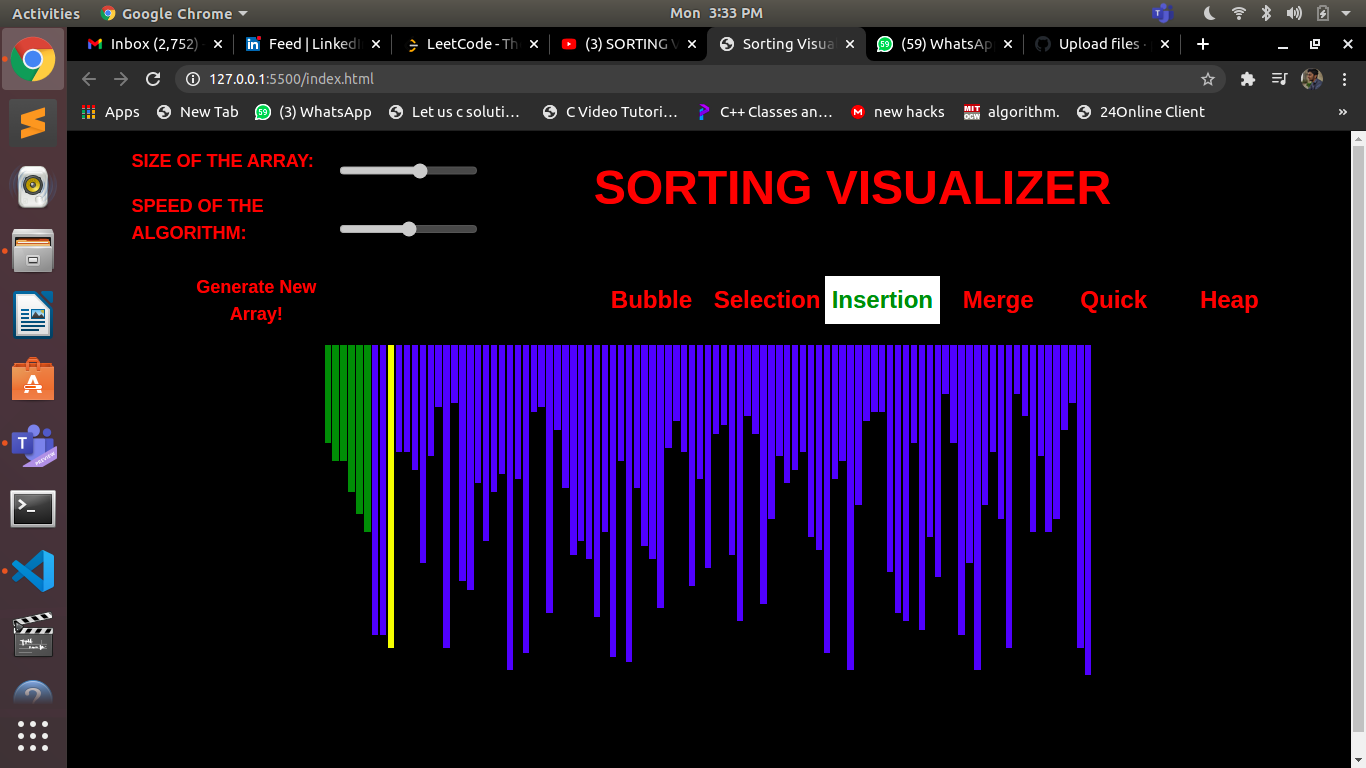 Activities Google Chrome Mon 3:33 PM
Inbox (2,752) Feed | Linked LeetCode - Th (3) SORTING V Sorting Visua (59) WhatsAp Upload files ·
127.0.0.1:5500/index.html
Apps New Tab (3) WhatsApp Let us c soluti… C Video Tutori… C++ Classes an… new hacks algorithm. 24Online Client »
SIZE OF THE ARRAY:
SPEED OF THE
ALGORITHM:
SORTING VISUALIZER
Generate New
Array!
Bubble Selection Insertion Merge Quick Heap